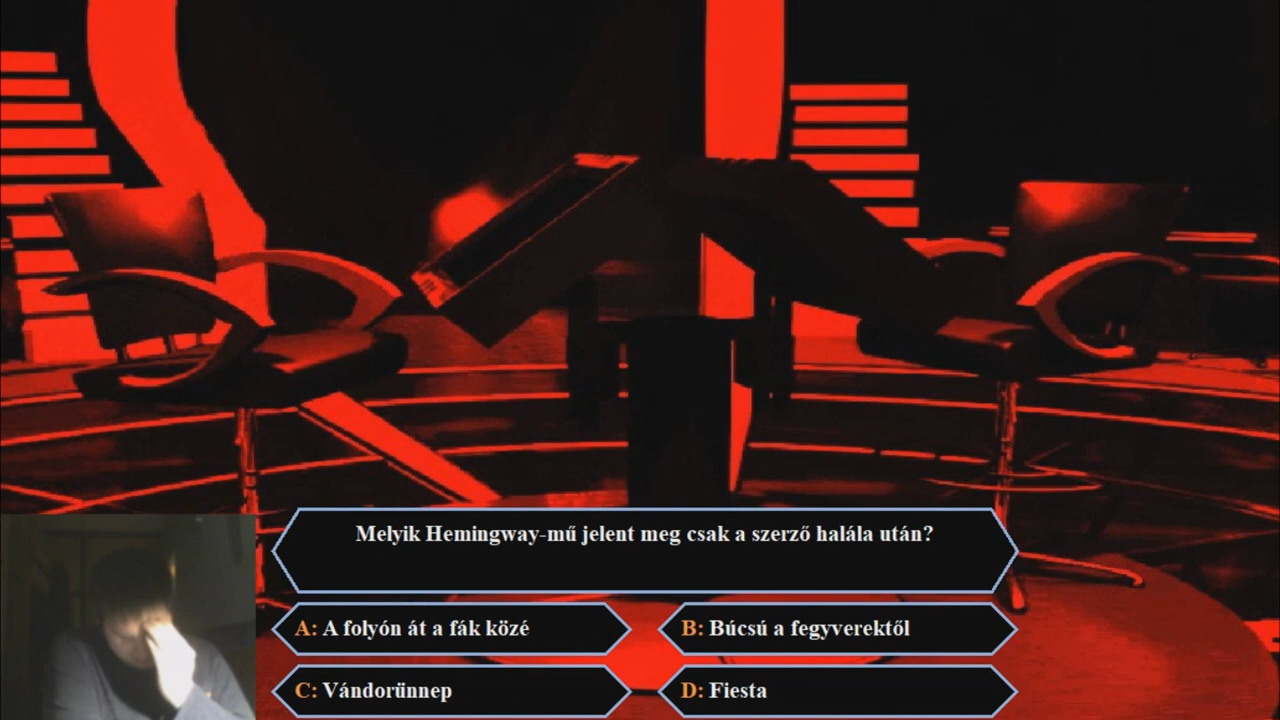 Melyik Hemingway-mű jelent meg csak a szerző halála után?
A: A folyón át a fák közé
B: Búcsú a fegyverektől
C: Vándorünnep
D: Fiesta